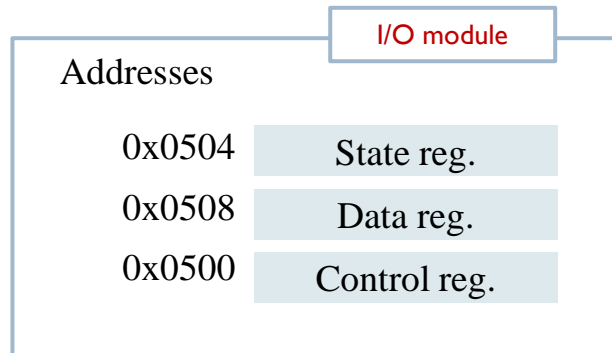 I/O module
Addresses
0x0504 State reg.
0x0508 Data reg.
0x0500 Control reg.